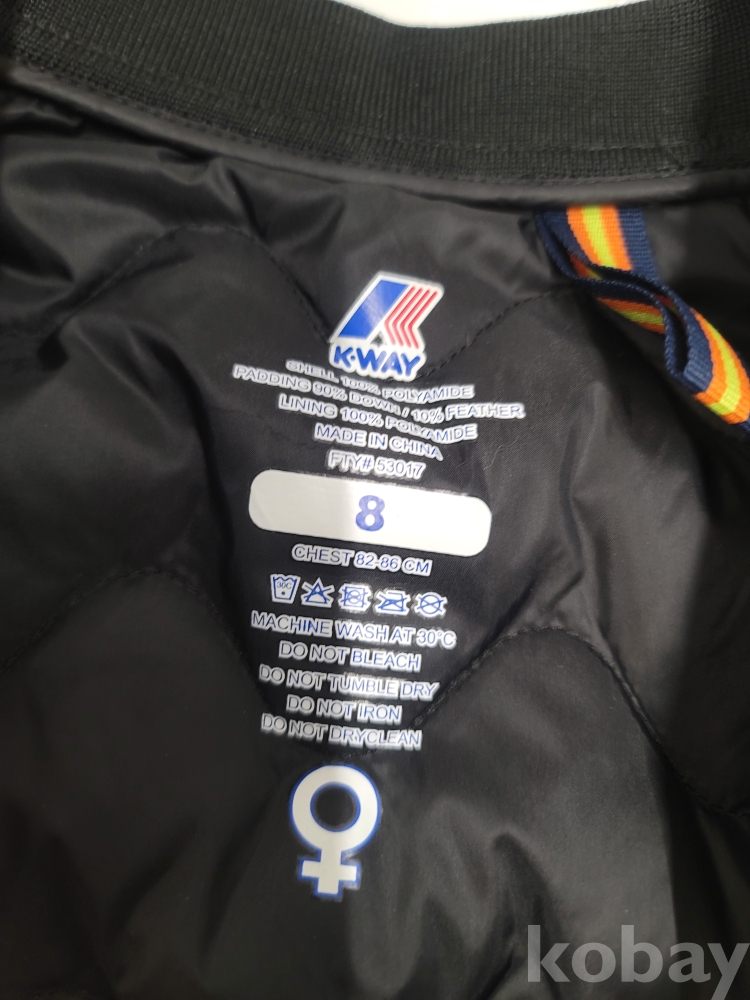 K·WAY
SHELL 100% POLYAMIDE
PADDING 90% DOWN / 10% FEATHER
LINING 100% POLYAMIDE
MADE IN CHINA
FTY# 53017
8
CHEST 82-86 CM
30C
MACHINE WASH AT 30°C
DO NOT BLEACH
DO NOT TUMBLE DRY
DO NOT IRON
DO NOT DRYCLEAN
kobay